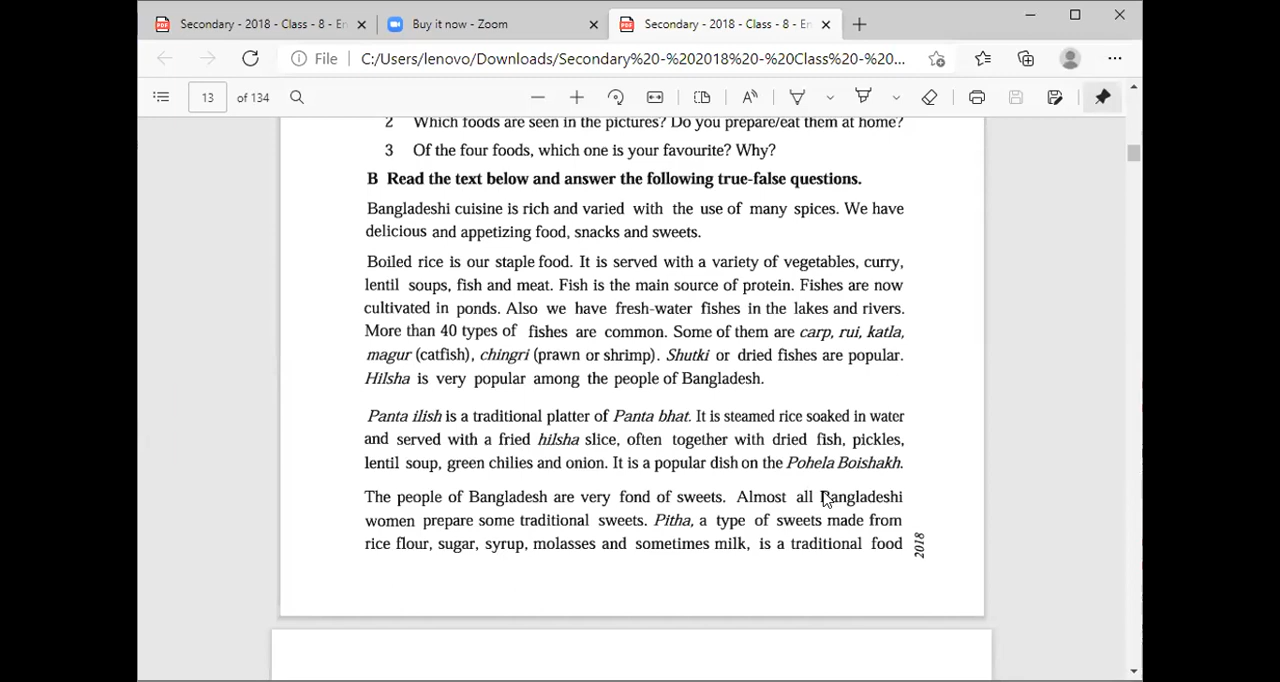 Secondary - 2018 - Class - 8 - En
Buy it now - Zoom
Secondary - 2018 - Class - 8 - En
File
C:/Users/lenovo/Downloads/Secondary%20-%202018%20-%20Class%20-%20...
13 of 134
2 Which foods are seen in the pictures? Do you prepare/eat them at home?
3 Of the four foods, which one is your favourite? Why?
B Read the text below and answer the following true-false questions.
Bangladeshi cuisine is rich and varied with the use of many spices. We have
delicious and appetizing food, snacks and sweets.
Boiled rice is our staple food. It is served with a variety of vegetables, curry,
lentil soups, fish and meat. Fish is the main source of protein. Fishes are now
cultivated in ponds. Also we have fresh-water fishes in the lakes and rivers.
More than 40 types of fishes are common. Some of them are carp, rui, katla,
magur (catfish), chingri (prawn or shrimp). Shutki or dried fishes are popular.
Hilsha is very popular among the people of Bangladesh.
Panta ilish is a traditional platter of Panta bhat. It is steamed rice soaked in water
and served with a fried hilsha slice, often together with dried fish, pickles,
lentil soup, green chilies and onion. It is a popular dish on the Pohela Boishakh.
The people of Bangladesh are very fond of sweets. Almost all Bangladeshi
women prepare some traditional sweets. Pitha, a type of sweets made from
rice flour, sugar, syrup, molasses and sometimes milk, is a traditional food
2018